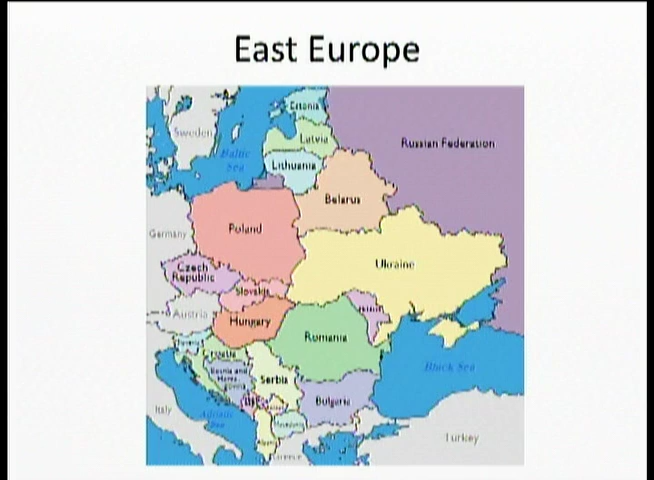 East Europe
Estonia
Sweden
Latvia
Russian Federation
Baltic
Sea
Lithuania
Belarus
Poland
Germany
Ukraine
Czech
Republic
Slovakia
Austria
Hungary
Romania
Croatia
Bosnia and
Serbia
Black Sea
Bulgaria
Italy
Adriatic
Sea
Turkey
Greece